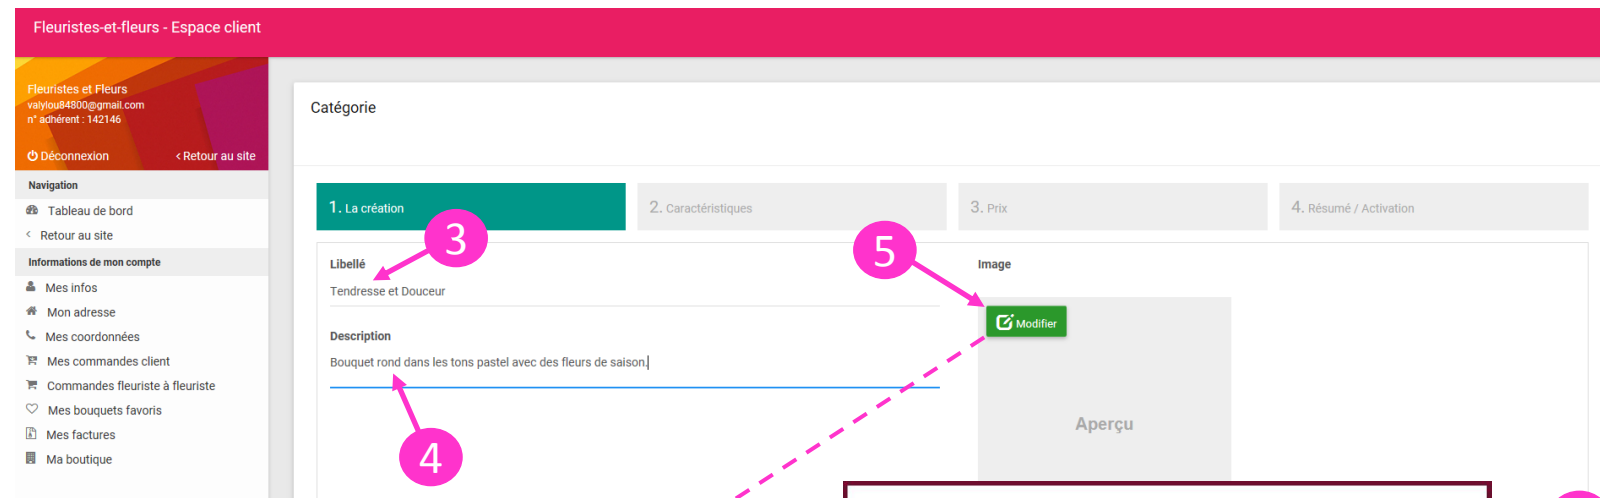 Fleuristes-et-fleurs - Espace client
Fleuristes et Fleurs
valylou84800@gmail.com
n° adhérent : 142146
Déconnexion
< Retour au site
Navigation
Tableau de bord
< Retour au site
Informations de mon compte
Mes infos
Mon adresse
Mes coordonnées
Mes commandes client
Commandes fleuriste à fleuriste
Mes bouquets favoris
Mes factures
Ma boutique
Catégorie
1. La création
2. Caractéristiques
3. Prix
4. Résumé / Activation
3
Libellé
Tendresse et Douceur
Description
Bouquet rond dans les tons pastel avec des fleurs de saison.
4
5
Image
Modifier
Aperçu